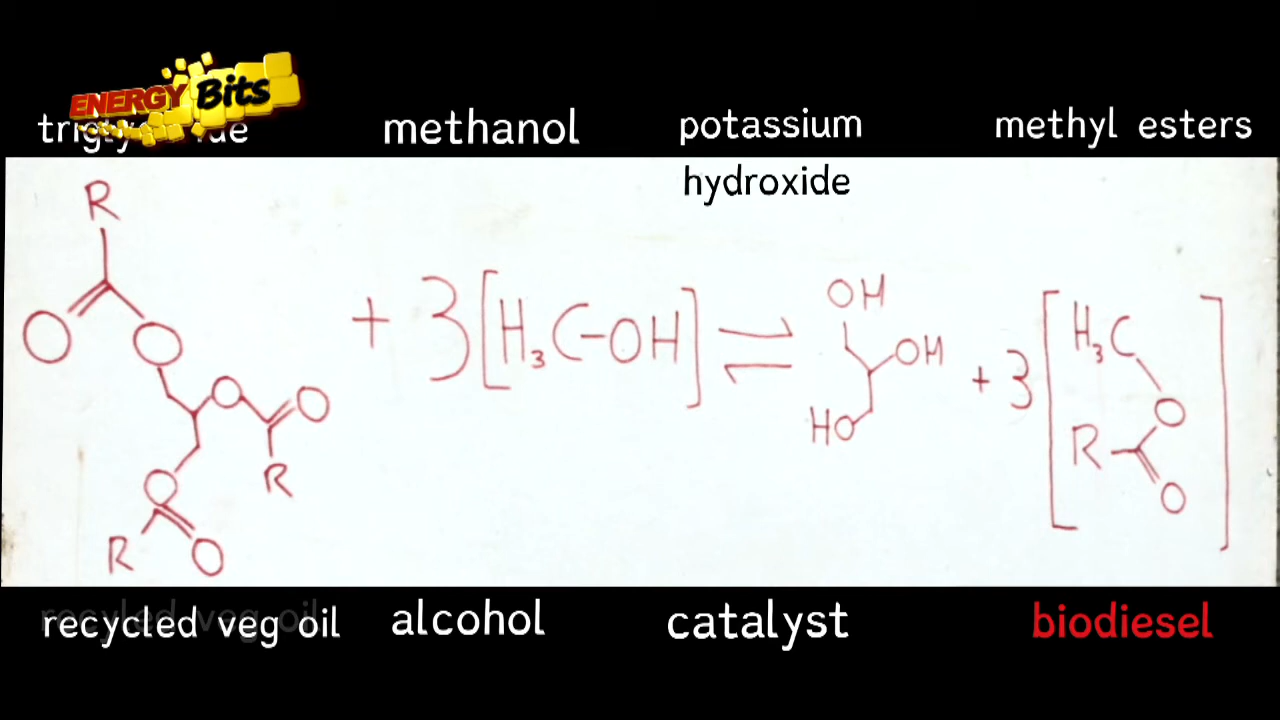 ENERGY Bits
methanol
potassium
methyl esters
hydroxide
R
O
O
O
O
R
O
R
O
+ 3[H₃C-OH]
OH
OH
HO
+ 3
H₃C
O
R
O
recycled veg oil
alcohol
catalyst
biodiesel